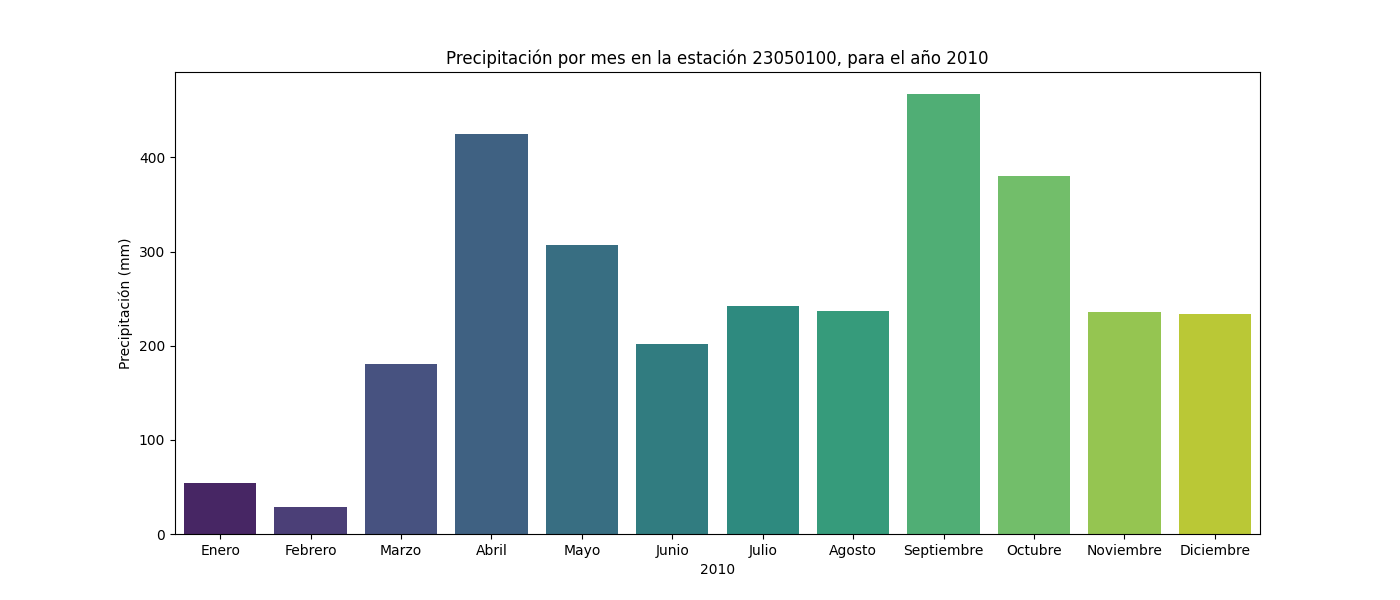 Precipitación por mes en la estación 23050100, para el año 2010
Precipitación (mm)
400
300
200
100
0
Enero Febrero Marzo Abril Mayo Junio Julio Agosto Septiembre Octubre Noviembre Diciembre
2010